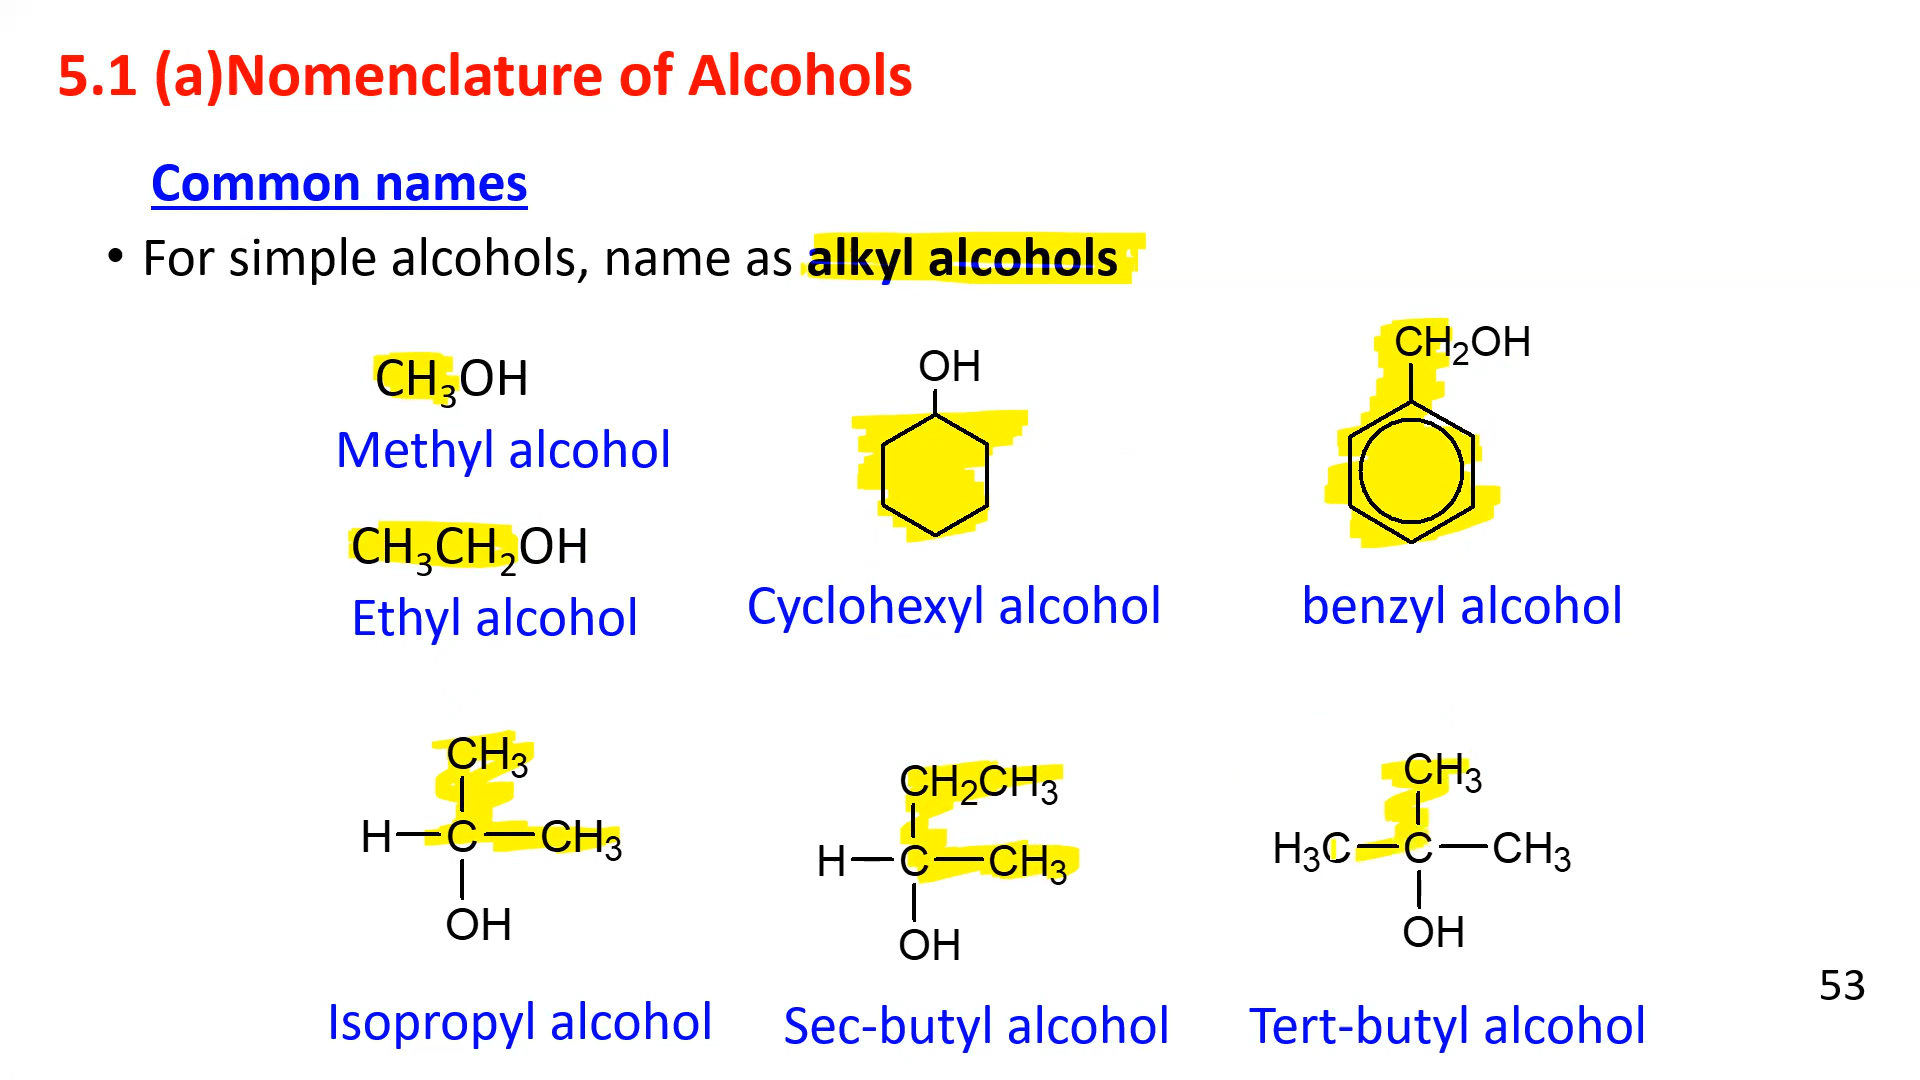 5.1 (a)Nomenclature of Alcohols
Common names
• For simple alcohols, name as alkyl alcohols
CH₃OH
Methyl alcohol
CH₃CH₂OH
Ethyl alcohol
OH
Cyclohexyl alcohol
CH₂OH
benzyl alcohol
CH₃
H—C—CH₃
OH
Isopropyl alcohol
CH₂CH₃
H—C—CH₃
OH
Sec-butyl alcohol
CH₃
H₃C—C—CH₃
OH
Tert-butyl alcohol
53